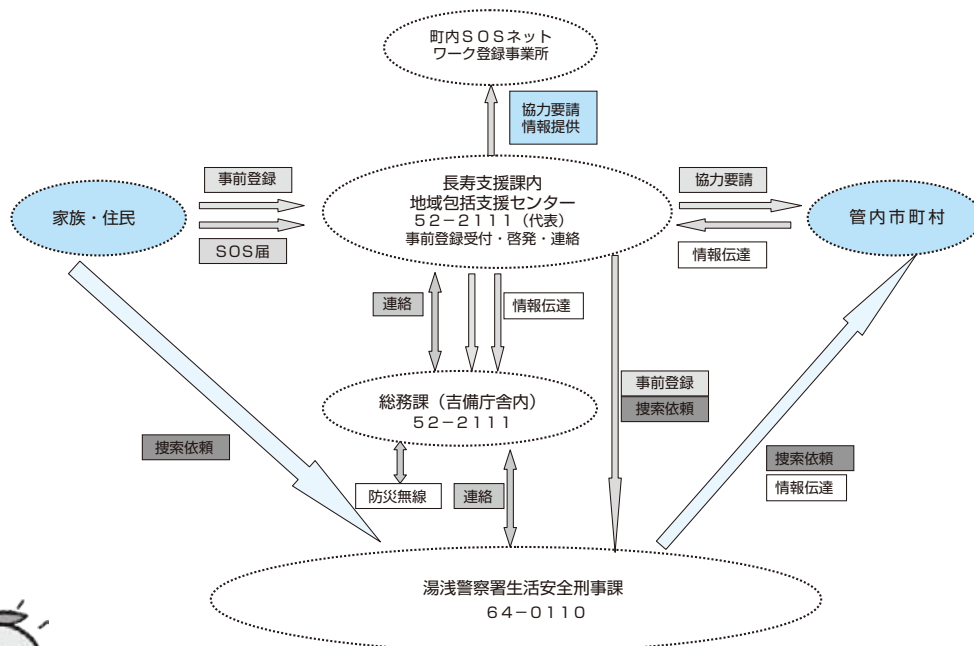 町内ＳＯＳネット
ワーク登録事業所
協力要請
情報提供
事前登録
長寿支援課内
地域包括支援センター
５２－２１１１（代表）
事前登録受付・啓発・連絡
協力要請
家族・住民
管内市町村
SOS届
情報伝達
連絡
情報伝達
事前登録
捜索依頼
総務課（吉備庁舎内）
５２－２１１１
捜索依頼
捜索依頼
情報伝達
防災無線
連絡
湯浅警察署生活安全刑事課
６４－０１１０